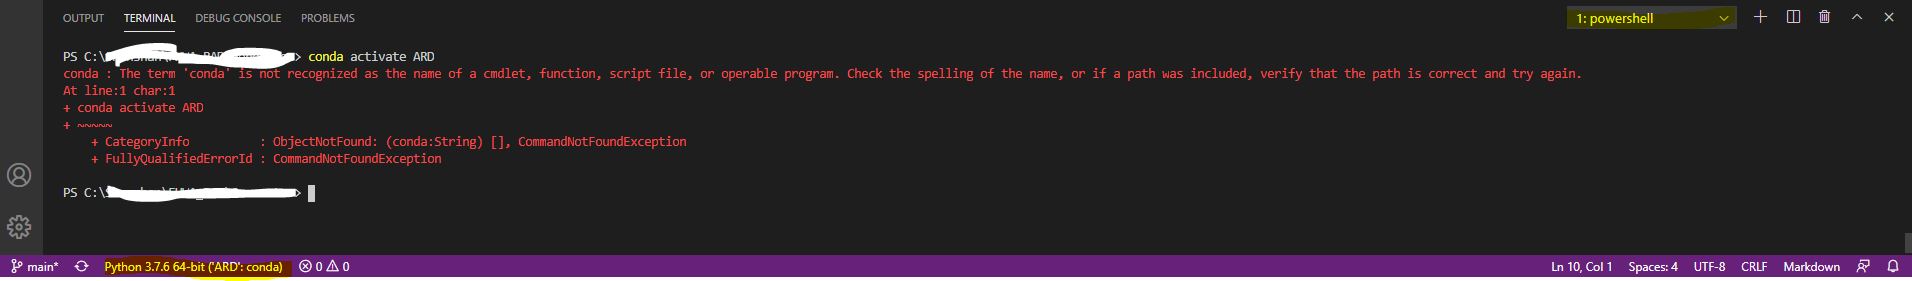 OUTPUT TERMINAL DEBUG CONSOLE PROBLEMS 1: powershell
PS C:\ > conda activate ARD
conda : The term 'conda' is not recognized as the name of a cmdlet, function, script file, or operable program. Check the spelling of the name, or if a path was included, verify that the path is correct and try again.
At line:1 char:1
+ conda activate ARD
+ ~~~~~
+ CategoryInfo : ObjectNotFound: (conda:String) [], CommandNotFoundException
+ FullyQualifiedErrorId : CommandNotFoundException
PS C:\ >
main* Python 3.7.6 64-bit ('ARD': conda) 0 0 Ln 10, Col 1 Spaces: 4 UTF-8 CRLF Markdown